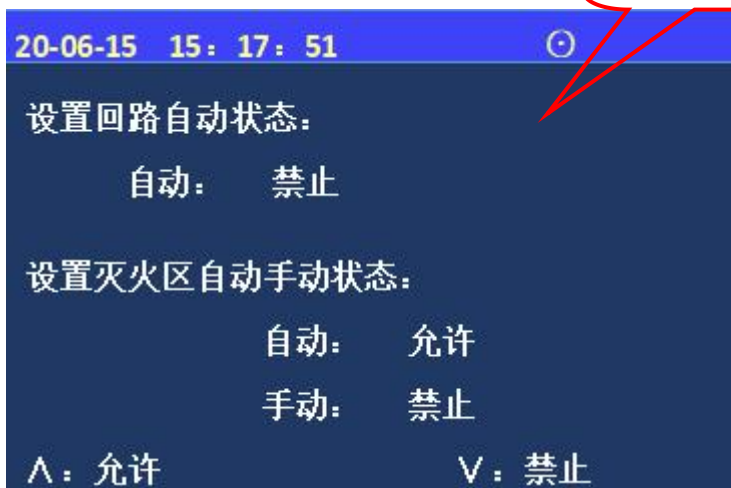 20-06-15 15：17：51 ⊙
设置回路自动状态：
自动： 禁止
设置灭火区自动手动状态：
自动： 允许
手动： 禁止
∧：允许 ∨：禁止